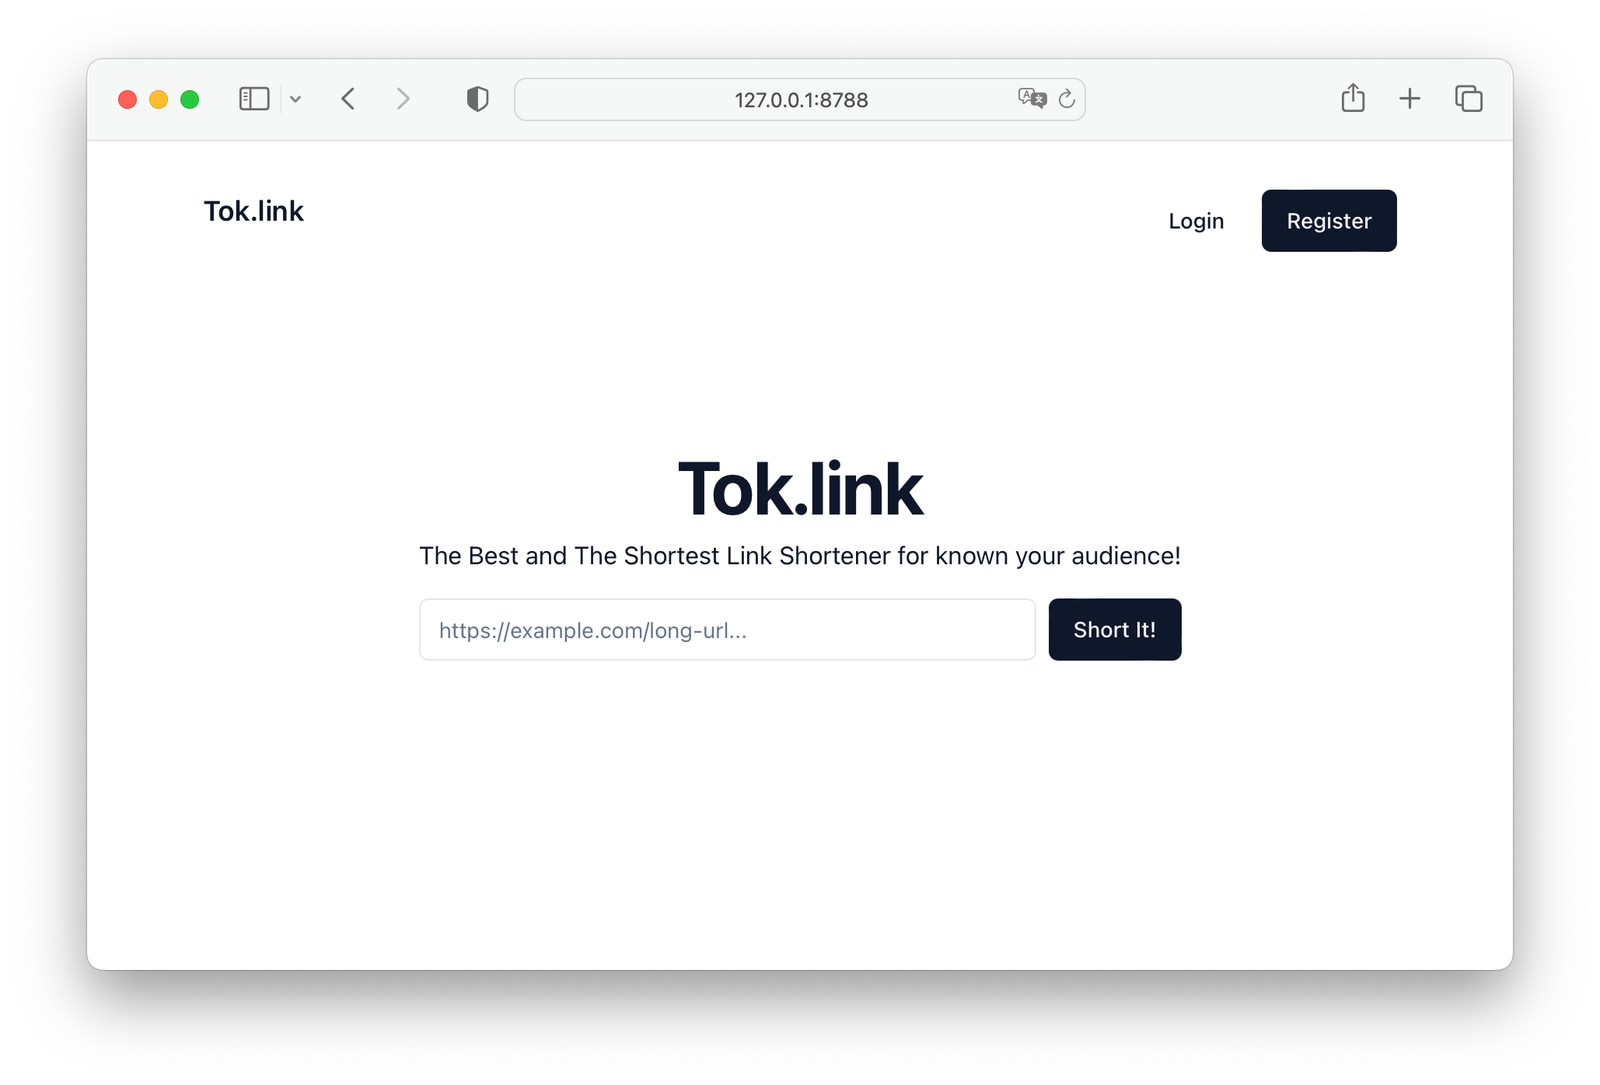 127.0.0.1:8788
Tok.link
Login
Register
Tok.link
The Best and The Shortest Link Shortener for known your audience!
https://example.com/long-url...
Short It!